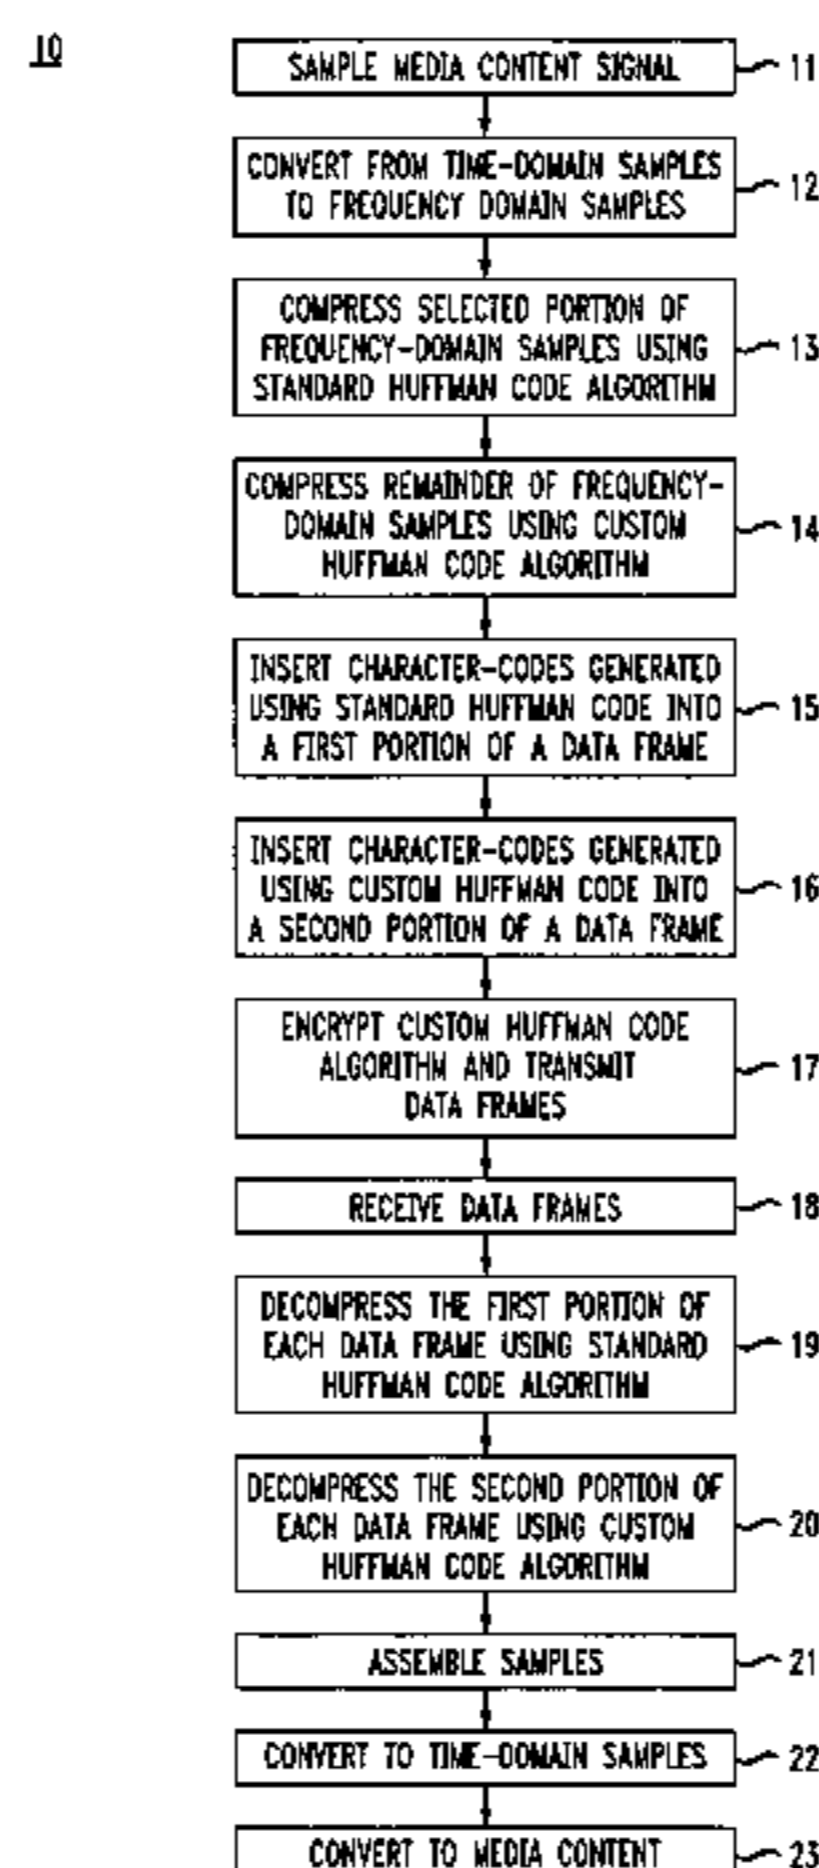 10
SAMPLE MEDIA CONTENT SIGNAL
11
CONVERT FROM TIME-DOMAIN SAMPLES
TO FREQUENCY DOMAIN SAMPLES
12
COMPRESS SELECTED PORTION OF
FREQUENCY-DOMAIN SAMPLES USING
STANDARD HUFFMAN CODE ALGORITHM
13
COMPRESS REMAINDER OF FREQUENCY-
DOMAIN SAMPLES USING CUSTOM
HUFFMAN CODE ALGORITHM
14
INSERT CHARACTER-CODES GENERATED
USING STANDARD HUFFMAN CODE INTO
A FIRST PORTION OF A DATA FRAME
15
INSERT CHARACTER-CODES GENERATED
USING CUSTOM HUFFMAN CODE INTO
A SECOND PORTION OF A DATA FRAME
16
ENCRYPT CUSTOM HUFFMAN CODE
ALGORITHM AND TRANSMIT
DATA FRAMES
17
RECEIVE DATA FRAMES
18
DECOMPRESS THE FIRST PORTION OF
EACH DATA FRAME USING STANDARD
HUFFMAN CODE ALGORITHM
19
DECOMPRESS THE SECOND PORTION OF
EACH DATA FRAME USING CUSTOM
HUFFMAN CODE ALGORITHM
20
ASSEMBLE SAMPLES
21
CONVERT TO TIME-DOMAIN SAMPLES
22
CONVERT TO MEDIA CONTENT
23